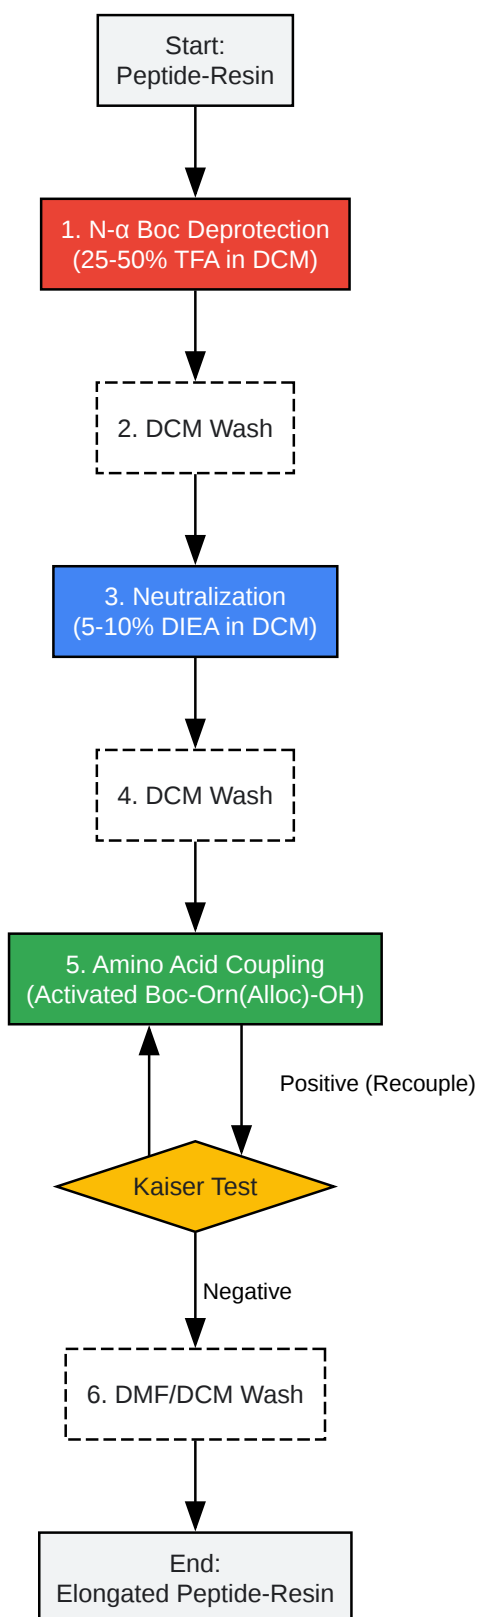 Start:
Peptide-Resin
1. N-α Boc Deprotection
(25-50% TFA in DCM)
2. DCM Wash
3. Neutralization
(5-10% DIEA in DCM)
4. DCM Wash
5. Amino Acid Coupling
(Activated Boc-Orn(Alloc)-OH)
Positive (Recouple)
Kaiser Test
Negative
6. DMF/DCM Wash
End:
Elongated Peptide-Resin